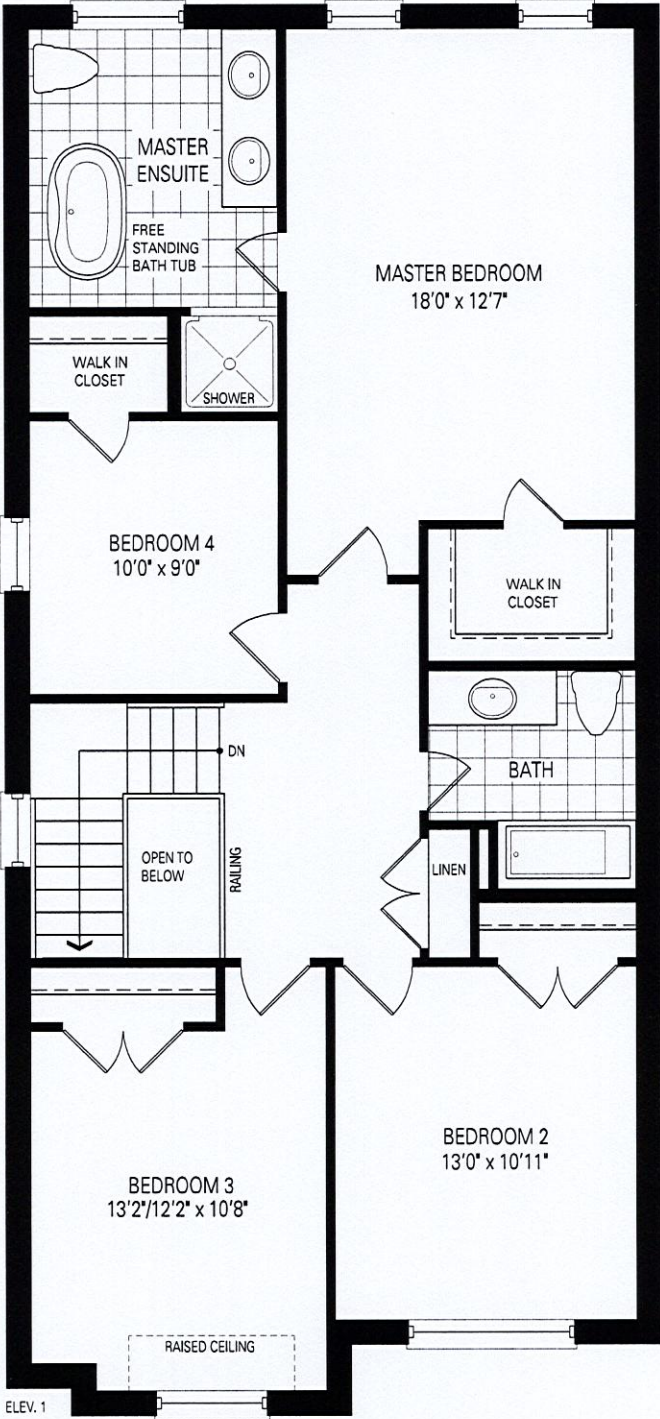 MASTER
ENSUITE
FREE
STANDING
BATH TUB
MASTER BEDROOM
18'0" x 12'7"
WALK IN
CLOSET
SHOWER
BEDROOM 4
10'0" x 9'0"
WALK IN
CLOSET
DN
BATH
OPEN TO
BELOW
RAILING
LINEN
BEDROOM 2
13'0" x 10'11"
BEDROOM 3
13'2"/12'2" x 10'8"
RAISED CEILING
ELEV. 1